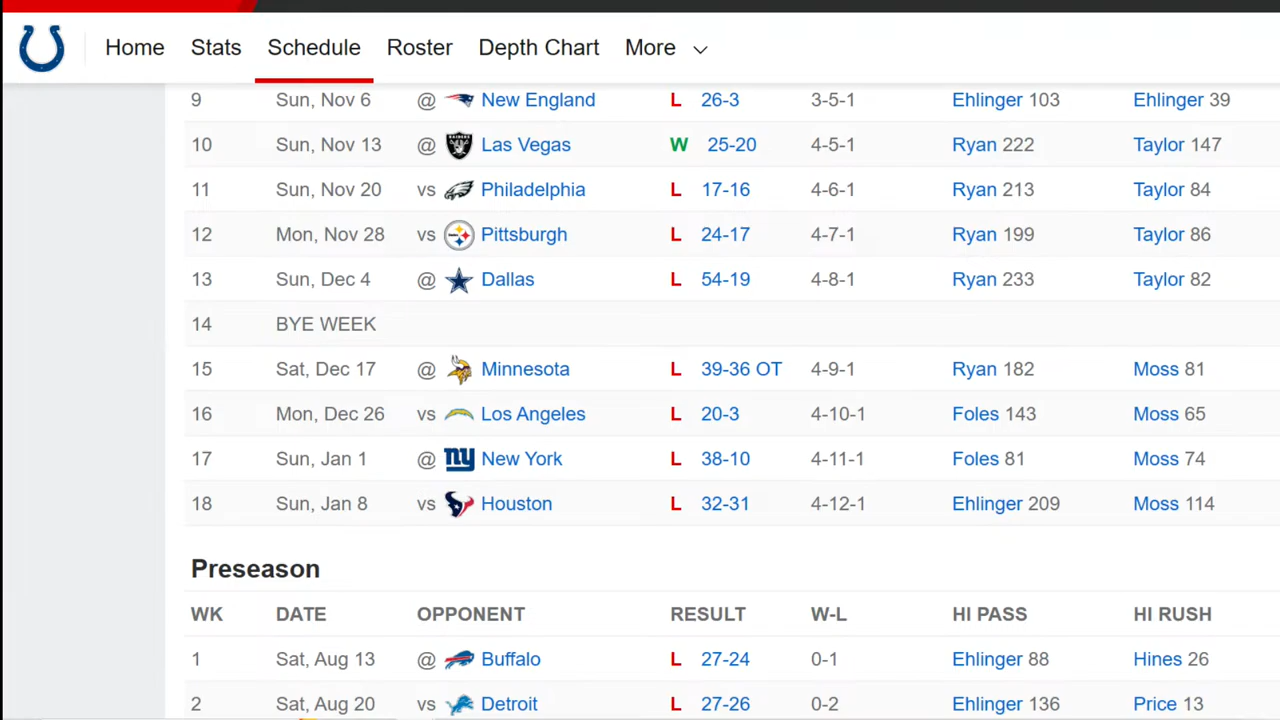 Home Stats Schedule Roster Depth Chart More
9 Sun, Nov 6 @ New England L 26-3 3-5-1 Ehlinger 103 Ehlinger 39
10 Sun, Nov 13 @ Las Vegas W 25-20 4-5-1 Ryan 222 Taylor 147
11 Sun, Nov 20 vs Philadelphia L 17-16 4-6-1 Ryan 213 Taylor 84
12 Mon, Nov 28 vs Pittsburgh L 24-17 4-7-1 Ryan 199 Taylor 86
13 Sun, Dec 4 @ Dallas L 54-19 4-8-1 Ryan 233 Taylor 82
14 BYE WEEK
15 Sat, Dec 17 @ Minnesota L 39-36 OT 4-9-1 Ryan 182 Moss 81
16 Mon, Dec 26 vs Los Angeles L 20-3 4-10-1 Foles 143 Moss 65
17 Sun, Jan 1 @ ny New York L 38-10 4-11-1 Foles 81 Moss 74
18 Sun, Jan 8 vs Houston L 32-31 4-12-1 Ehlinger 209 Moss 114
Preseason
WK DATE OPPONENT RESULT W-L HI PASS HI RUSH
1 Sat, Aug 13 @ Buffalo L 27-24 0-1 Ehlinger 88 Hines 26
2 Sat, Aug 20 vs Detroit L 27-26 0-2 Ehlinger 136 Price 13